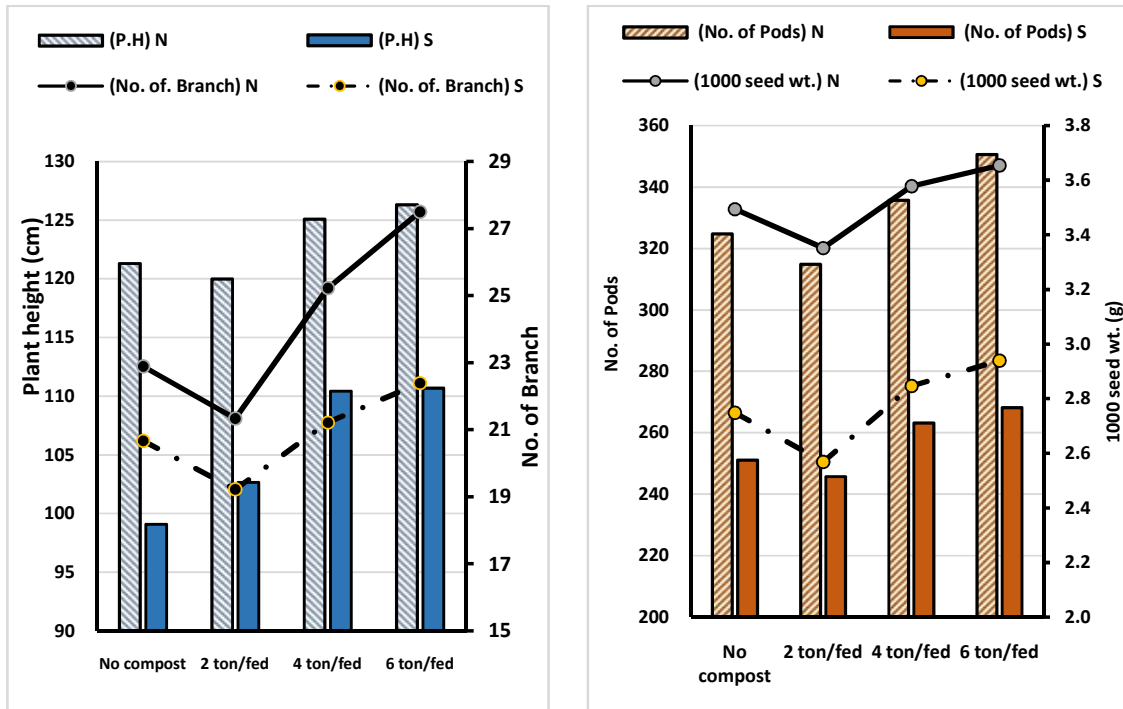 (P.H) N
(P.H) S
(No. of. Branch) N
(No. of. Branch) S
Plant height (cm)
130
125
120
115
110
105
100
95
90
29
27
25
23
21
19
17
15
No. of Branch
No compost
2 ton/fed
4 ton/fed
6 ton/fed
(No. of Pods) N
(No. of Pods) S
(1000 seed wt.) N
(1000 seed wt.) S
No. of Pods
360
340
320
300
280
260
240
220
200
3.8
3.6
3.4
3.2
3.0
2.8
2.6
2.4
2.2
2.0
1000 seed wt. (g)
No
compost
2 ton/fed
4 ton/fed
6 ton/fed